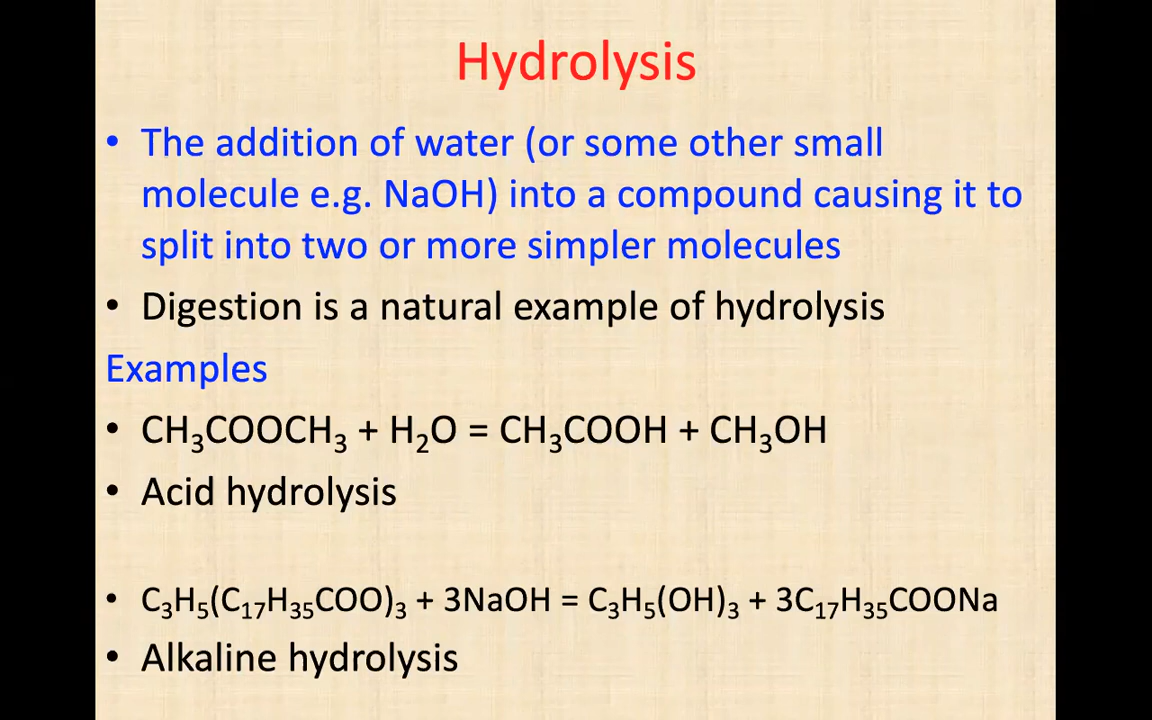 Hydrolysis
• The addition of water (or some other small
molecule e.g. NaOH) into a compound causing it to
split into two or more simpler molecules
• Digestion is a natural example of hydrolysis
Examples
• CH₃COOCH₃ + H₂O = CH₃COOH + CH₃OH
• Acid hydrolysis
• C₃H₅(C₁₇H₃₅COO)₃ + 3NaOH = C₃H₅(OH)₃ + 3C₁₇H₃₅COONa
• Alkaline hydrolysis